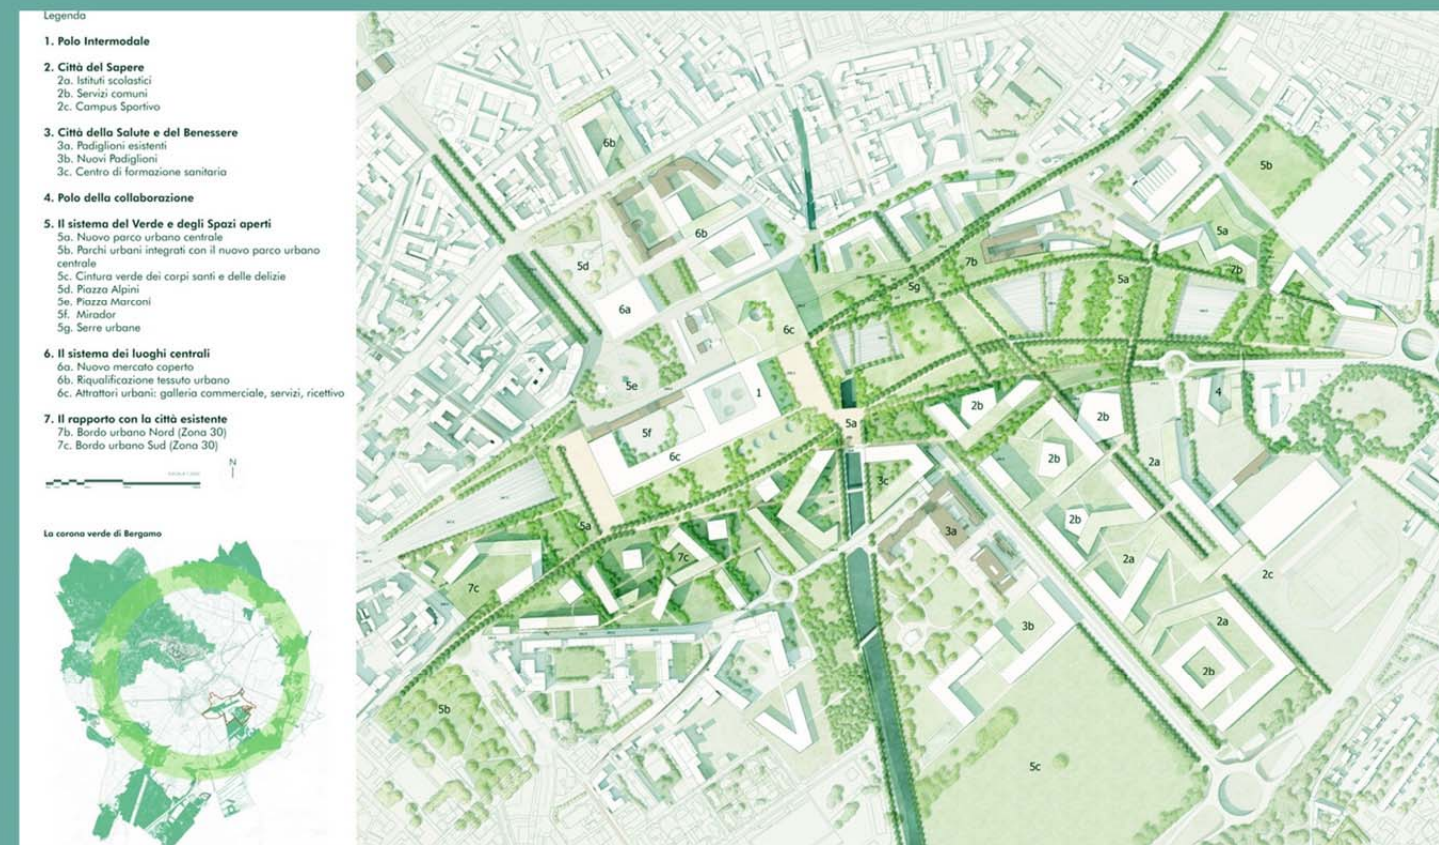 Legenda
1. Polo Intermodale
2. Città del Sapere
2a. Istituti scolastici
2b. Servizi comuni
2c. Campus Sportivo
3. Città della Salute e del Benessere
3a. Padiglioni esistenti
3b. Nuovi Padiglioni
3c. Centro di formazione sanitaria
4. Polo della collaborazione
5. Il sistema del Verde e degli Spazi aperti
5a. Nuovo parco urbano centrale
5b. Parchi urbani integrati con il nuovo parco urbano
centrale
5c. Cintura verde dei corpi santi e delle delizie
5d. Piazza Alpini
5e. Piazza Marconi
5f. Mirador
5g. Serre urbane
6. Il sistema dei luoghi centrali
6a. Nuovo mercato coperto
6b. Riqualificazione tessuto urbano
6c. Attrattori urbani: galleria commerciale, servizi, ricettivo
7. Il rapporto con la città esistente
7b. Bordo urbano Nord (Zona 30)
7c. Bordo urbano Sud (Zona 30)
N
La corona verde di Bergamo
6b
5b
6b
5a
5d
7b
7b
5a
5g
6a
6c
5e
1
4
2b
2b
5a
5f
6c
2b
2a
3c
2b
5a
3a
7c
2a
2c
7c
3b
2a
2b
5b
5c